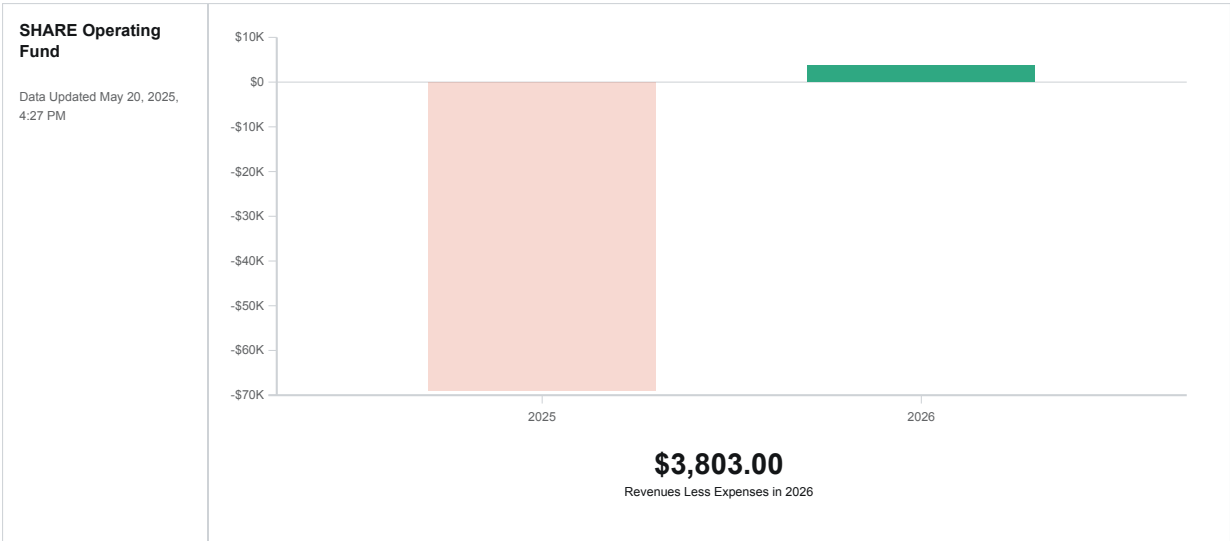 SHARE Operating
Fund
Data Updated May 20, 2025,
4:27 PM
$10K
$0
-$10K
-$20K
-$30K
-$40K
-$50K
-$60K
-$70K
2025
2026
$3,803.00
Revenues Less Expenses in 2026